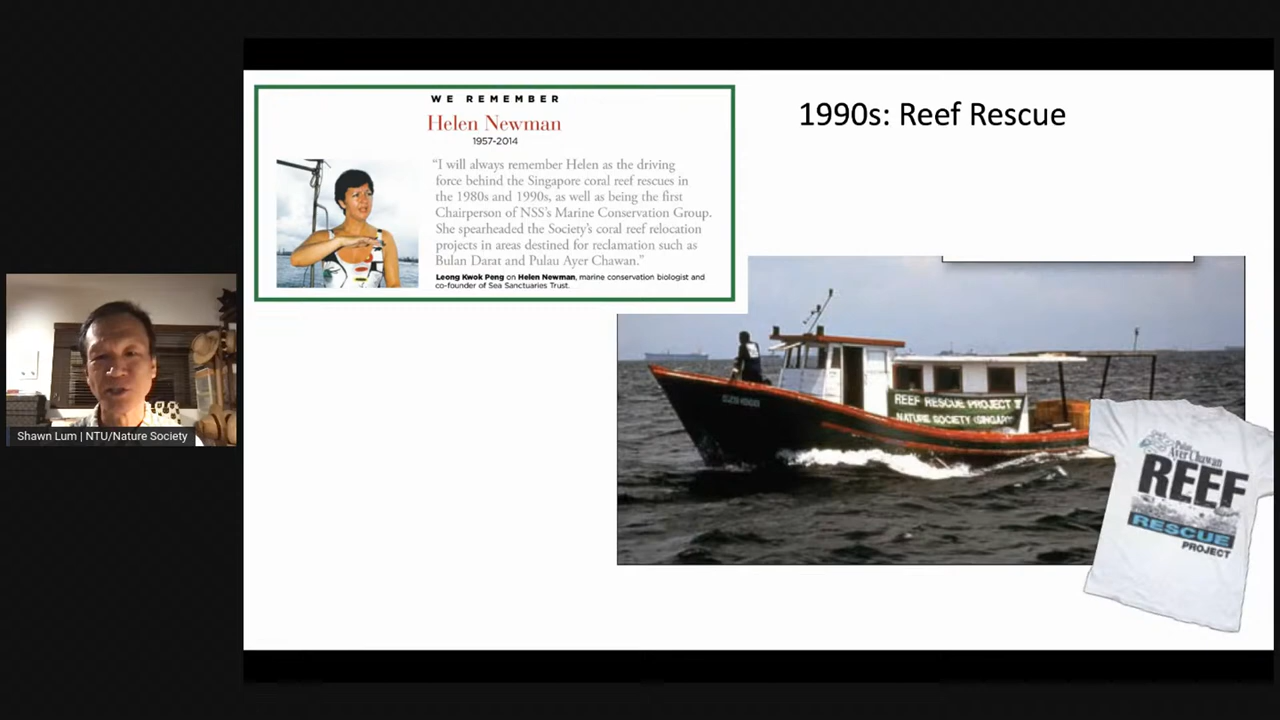 WE REMEMBER
Helen Newman
1957-2014
“I will always remember Helen as the driving
force behind the Singapore coral reef rescues in
the 1980s and 1990s, as well as being the first
Chairperson of NSS’s Marine Conservation Group.
She spearheaded the Society’s coral reef relocation
projects in areas destined for reclamation such as
Bulan Darat and Pulau Ayer Chawan.”
Leong Kwok Peng on Helen Newman, marine conservation biologist and
co-founder of Sea Sanctuaries Trust.
1990s: Reef Rescue
REEF RESCUE PROJECT II
NATURE SOCIETY (SINGAP
Pulau
Ayer Chawan
REEF
RESCUE
PROJECT
Shawn Lum | NTU/Nature Society